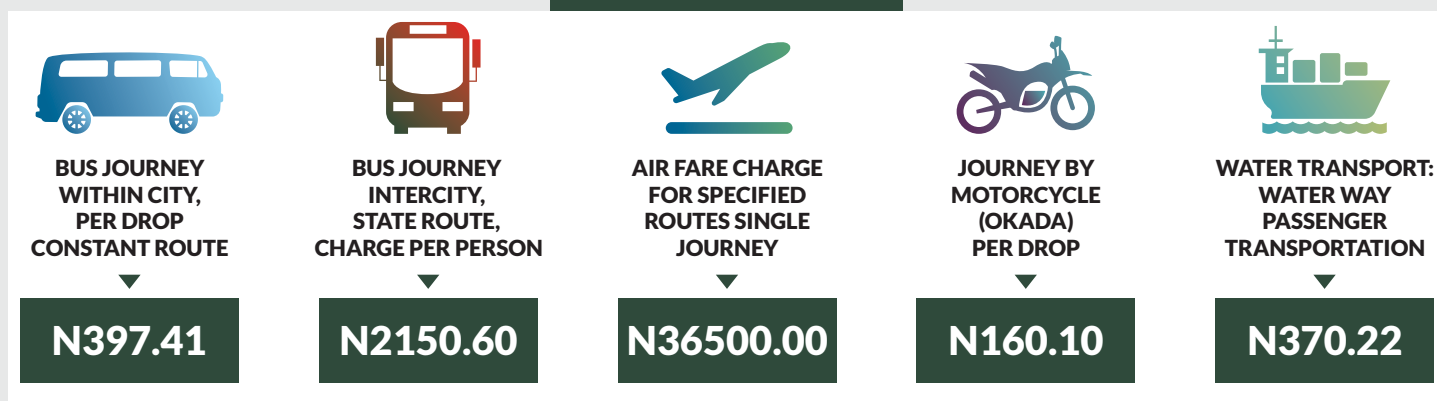 BUS JOURNEY
WITHIN CITY,
PER DROP
CONSTANT ROUTE
N397.41
BUS JOURNEY
INTERCITY,
STATE ROUTE,
CHARGE PER PERSON
N2150.60
AIR FARE CHARGE
FOR SPECIFIED
ROUTES SINGLE
JOURNEY
N36500.00
JOURNEY BY
MOTORCYCLE
(OKADA)
PER DROP
N160.10
WATER TRANSPORT:
WATER WAY
PASSENGER
TRANSPORTATION
N370.22